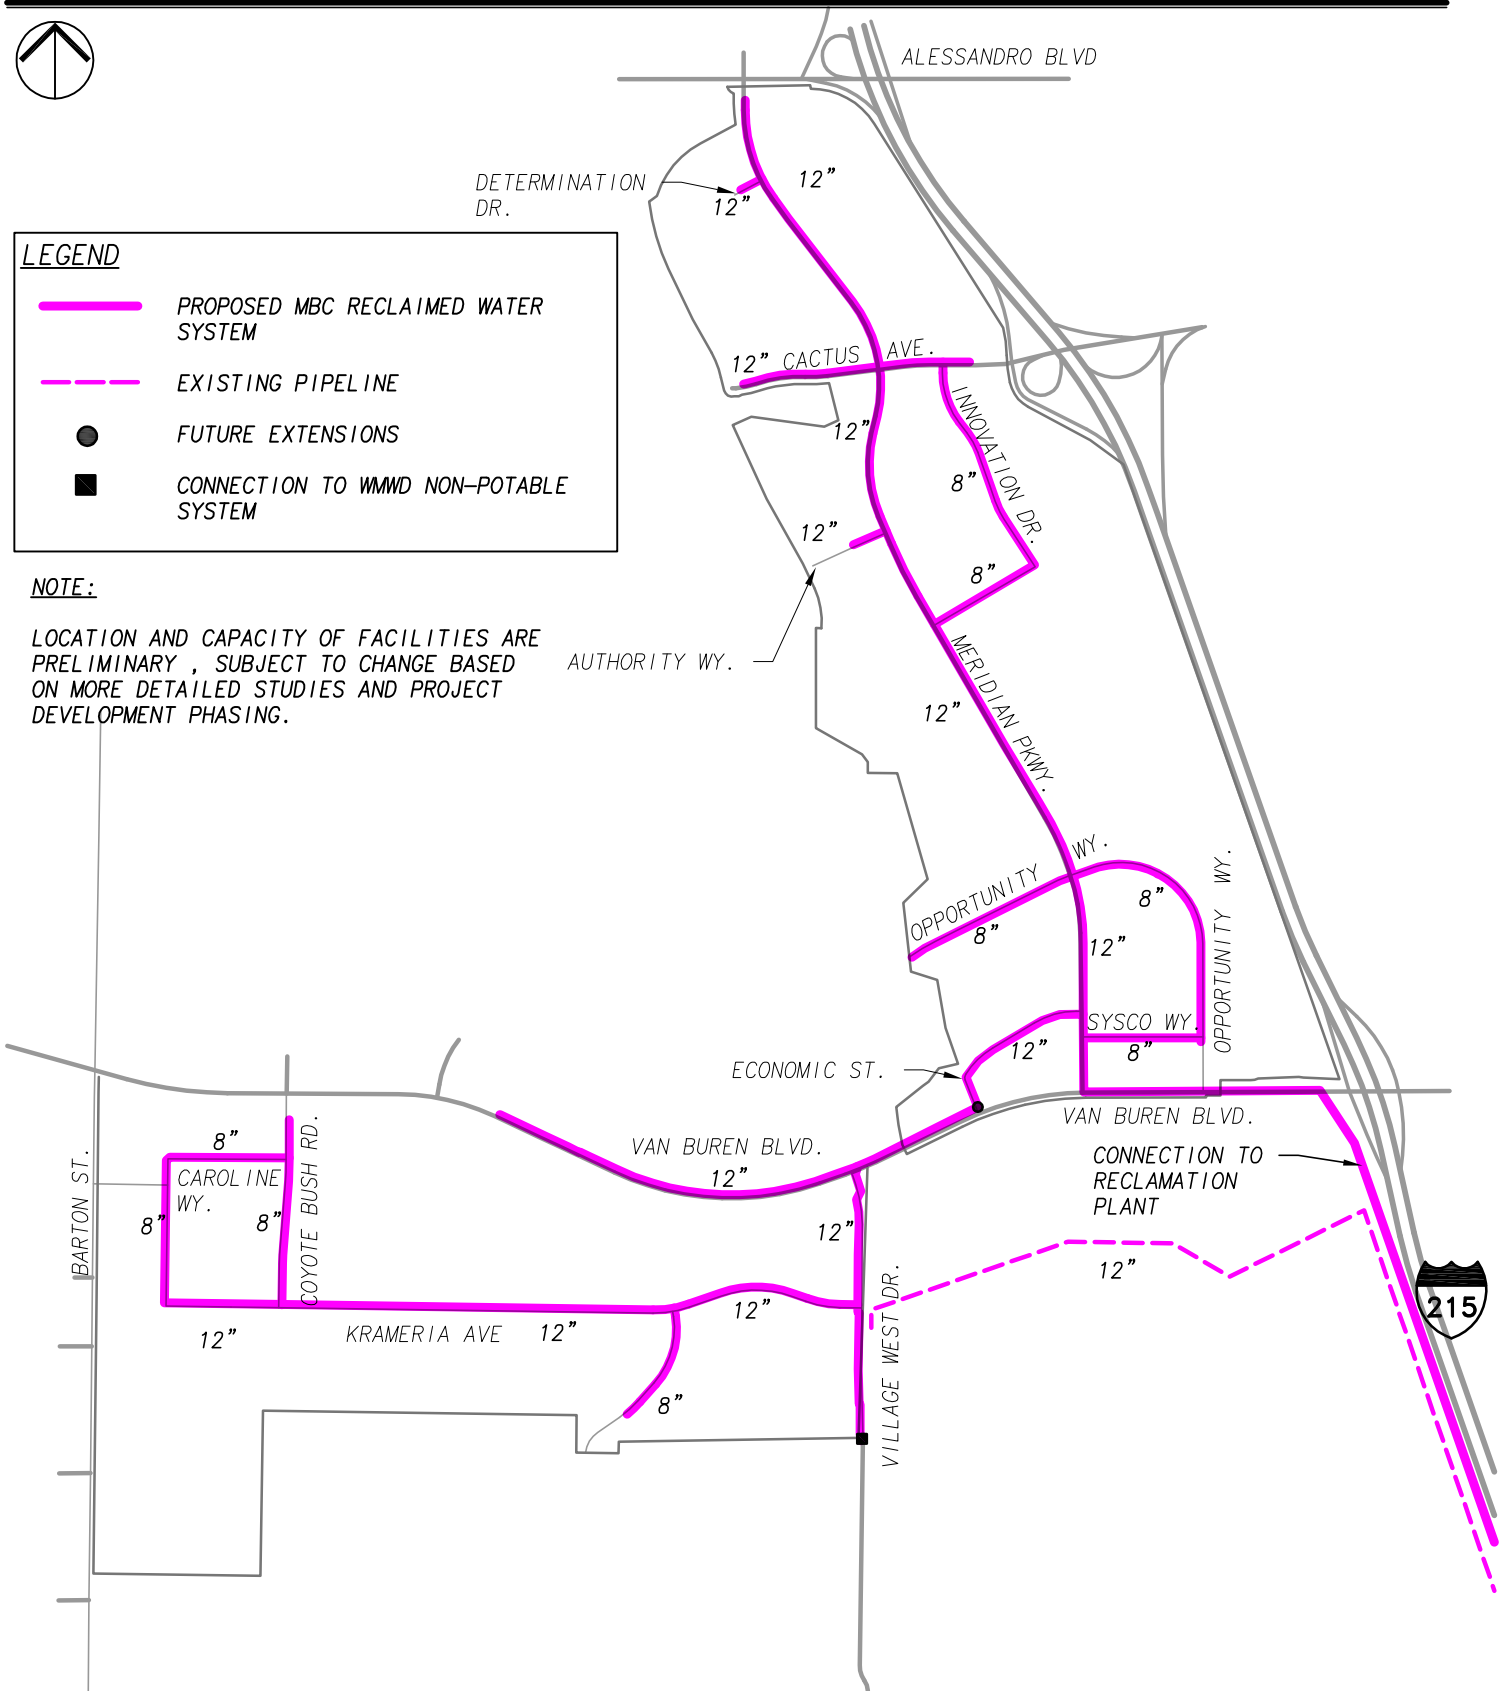 ALESSANDRO BLVD
DETERMINATION
DR.
12”
12”
LEGEND
PROPOSED MBC RECLAIMED WATER
SYSTEM
EXISTING PIPELINE
FUTURE EXTENSIONS
CONNECTION TO WMWD NON-POTABLE
SYSTEM
12”
CACTUS AVE.
12”
INNOVATION DR.
8”
12”
8”
NOTE:
LOCATION AND CAPACITY OF FACILITIES ARE
PRELIMINARY , SUBJECT TO CHANGE BASED
ON MORE DETAILED STUDIES AND PROJECT
DEVELOPMENT PHASING.
AUTHORITY WY.
MERIDIAN PKWY.
12”
OPPORTUNITY WY.
8”
8”
12”
OPPORTUNITY WY.
SYSCO WY.
12”
8”
ECONOMIC ST.
VAN BUREN BLVD.
VAN BUREN BLVD.
12”
CONNECTION TO
RECLAMATION
PLANT
8”
CAROLINE
WY.
8”
8”
BARTON ST.
COYOTE BUSH RD.
12”
12”
215
12”
12”
KRAMERIA AVE
12”
8”
VILLAGE WEST DR.